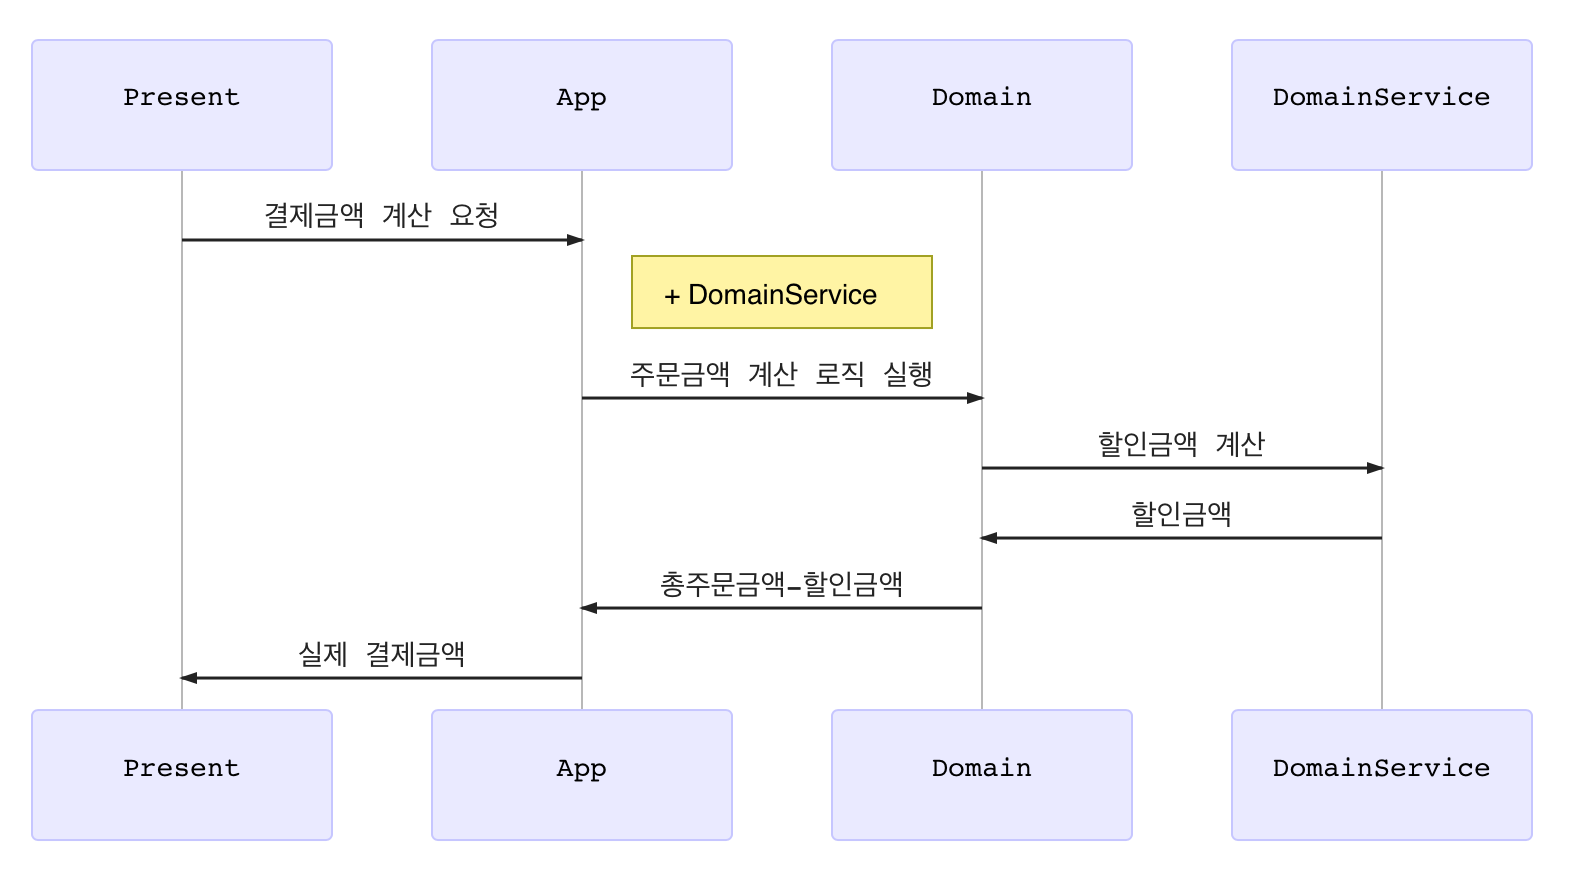 Present
App
Domain
DomainService
결제금액 계산 요청
+ DomainService
주문금액 계산 로직 실행
할인금액 계산
할인금액
총주문금액-할인금액
실제 결제금액
Present
App
Domain
DomainService